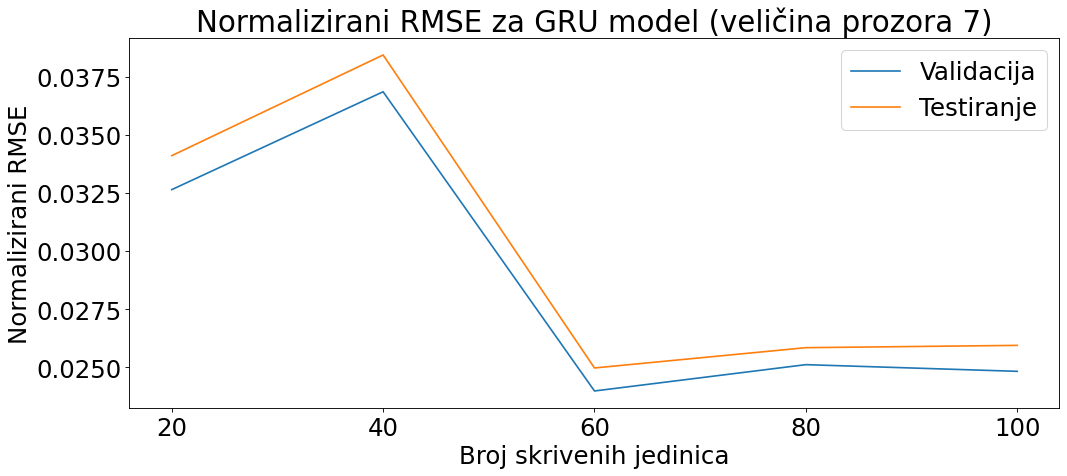 Normalizirani RMSE za GRU model (veličina prozora 7)
Validacija
Testiranje
Normalizirani RMSE
0.0375
0.0350
0.0325
0.0300
0.0275
0.0250
20 40 60 80 100
Broj skrivenih jedinica